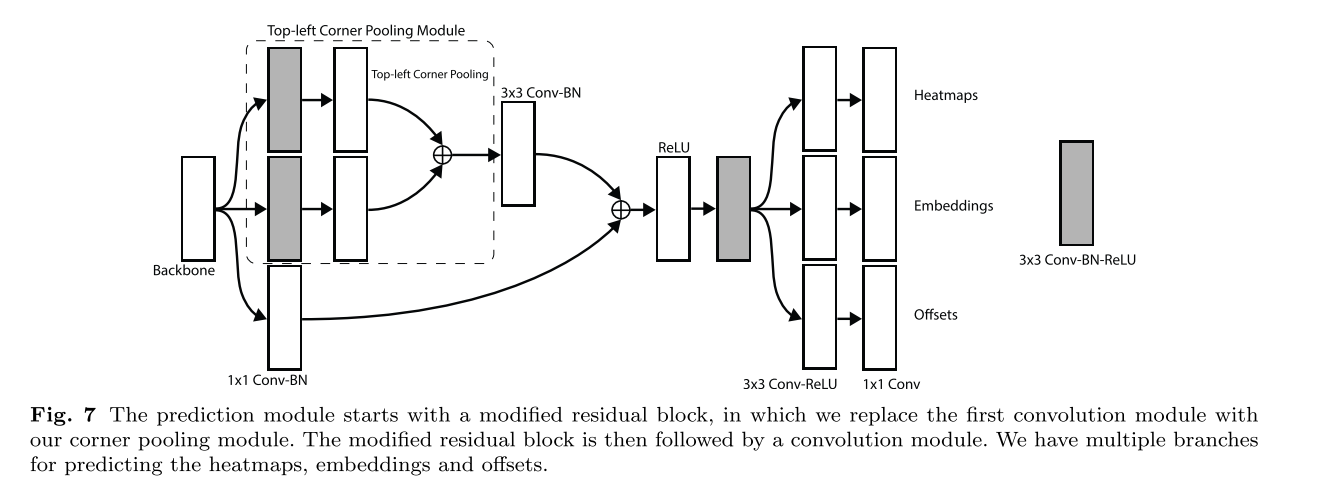 Top-left Corner Pooling Module
Top-left Corner Pooling
3x3 Conv-BN
Backbone
1x1 Conv-BN
ReLU
Heatmaps
Embeddings
Offsets
3x3 Conv-ReLU
1x1 Conv
3x3 Conv-BN-ReLU
Fig. 7 The prediction module starts with a modified residual block, in which we replace the first convolution module with
our corner pooling module. The modified residual block is then followed by a convolution module. We have multiple branches
for predicting the heatmaps, embeddings and offsets.